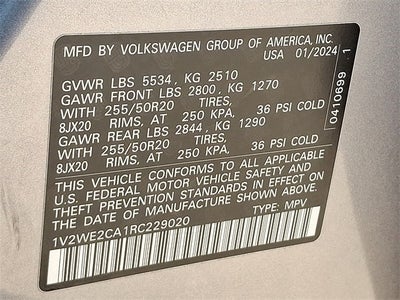 MFD BY VOLKSWAGEN GROUP OF AMERICA, INC.
USA 01/2024
GVWR LBS 5534, KG 2510
GAWR FRONT LBS 2800, KG 1270
WITH 255/50R20 TIRES,
8JX20 RIMS, AT 250 KPA, 36 PSI COLD
GAWR REAR LBS 2844, KG 1290
WITH 255/50R20 TIRES,
8JX20 RIMS, AT 250 KPA, 36 PSI COLD
THIS VEHICLE CONFORMS TO ALL APPLICABLE
U.S. FEDERAL MOTOR VEHICLE SAFETY AND
THEFT PREVENTION STANDARDS IN EFFECT ON
THE DATE OF MANUFACTURE SHOWN ABOVE.
1V2WE2CA1RC229020 TYPE: MPV
0410699 1